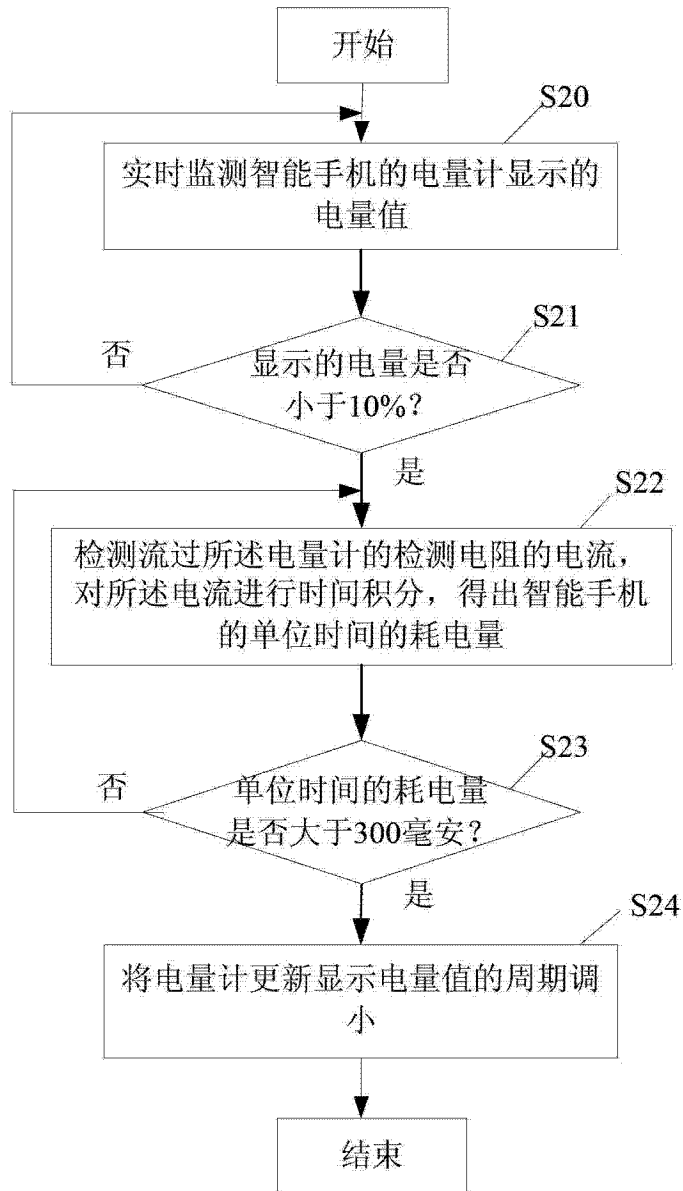 开始
S20
实时监测智能手机的电量计显示的
电量值
S21
否
显示的电量是否
小于10%?
是
S22
检测流过所述电量计的检测电阻的电流，
对所述电流进行时间积分，得出智能手机
的单位时间的耗电量
S23
否
单位时间的耗电量
是否大于300毫安?
是
S24
将电量计更新显示电量值的周期调
小
结束